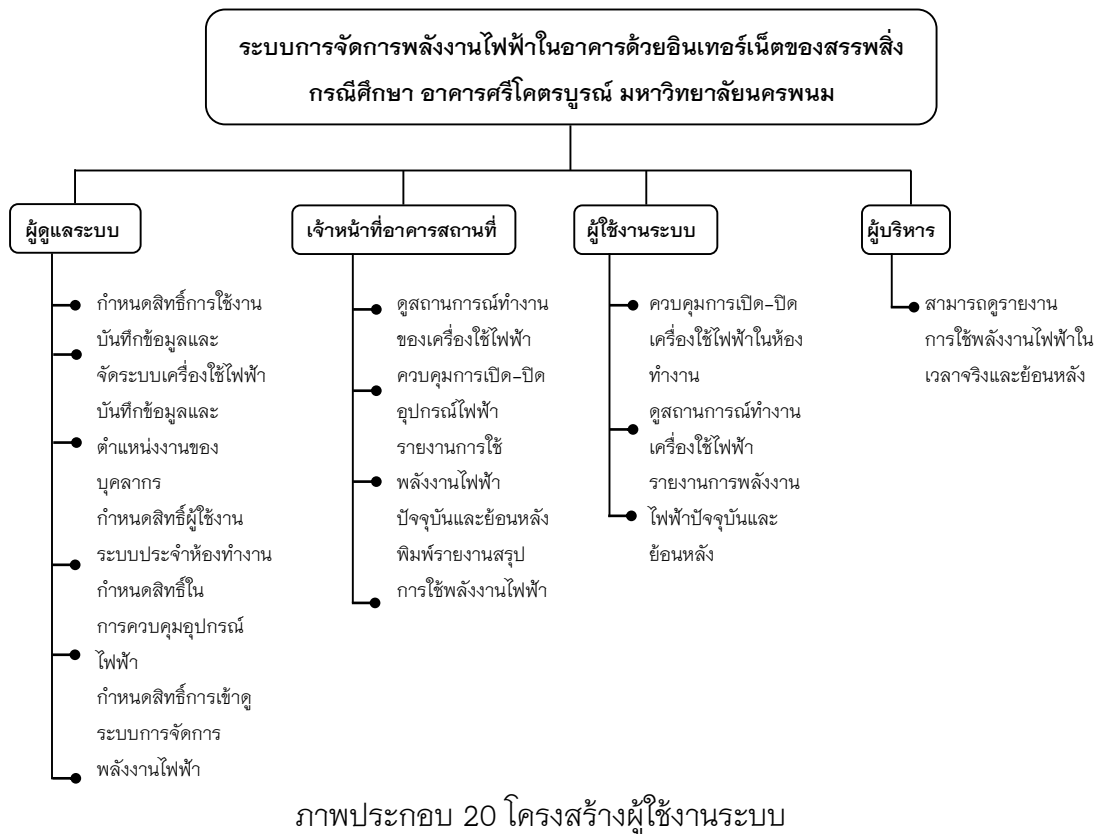 ระบบการจัดการพลังงานไฟฟ้าในอาคารด้วยอินเทอร์เน็ตของสรรพสิ่ง
กรณีศึกษา อาคารศรีโคตรบูรณ์ มหาวิทยาลัยนครพนม
ผู้ดูแลระบบ
กำหนดสิทธิ์การใช้งาน
บันทึกข้อมูลและ
จัดระบบเครื่องใช้ไฟฟ้า
บันทึกข้อมูลและ
ตำแหน่งงานของ
บุคลากร
กำหนดสิทธิ์ผู้ใช้งาน
ระบบประจำห้องทำงาน
กำหนดสิทธิ์ใน
การควบคุมอุปกรณ์
ไฟฟ้า
กำหนดสิทธิ์การเข้าดู
ระบบการจัดการ
พลังงานไฟฟ้า
เจ้าหน้าที่อาคารสถานที่
ดูสถานการณ์ทำงาน
ของเครื่องใช้ไฟฟ้า
ควบคุมการเปิด-ปิด
อุปกรณ์ไฟฟ้า
รายงานการใช้
พลังงานไฟฟ้า
ปัจจุบันและย้อนหลัง
พิมพ์รายงานสรุป
การใช้พลังงานไฟฟ้า
ผู้ใช้งานระบบ
ควบคุมการเปิด-ปิด
เครื่องใช้ไฟฟ้าในห้อง
ทำงาน
ดูสถานการณ์ทำงาน
เครื่องใช้ไฟฟ้า
รายงานการพลังงาน
ไฟฟ้าปัจจุบันและ
ย้อนหลัง
ผู้บริหาร
สามารถดูรายงาน
การใช้พลังงานไฟฟ้าใน
เวลาจริงและย้อนหลัง
ภาพประกอบ 20 โครงสร้างผู้ใช้งานระบบ